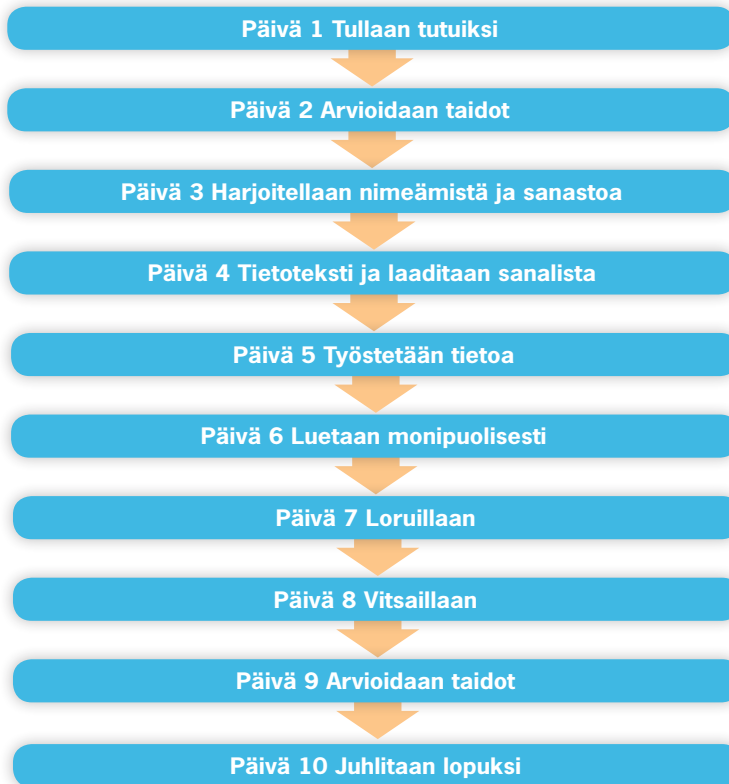 Päivä 1 Tullaan tutuiksi
Päivä 2 Arvioidaan taidot
Päivä 3 Harjoitellaan nimeämistä ja sanastoa
Päivä 4 Tietoteksti ja laaditaan sanalista
Päivä 5 Työstetään tietoa
Päivä 6 Luetaan monipuolisesti
Päivä 7 Loruillaan
Päivä 8 Vitsaillaan
Päivä 9 Arvioidaan taidot
Päivä 10 Juhlitaan lopuksi